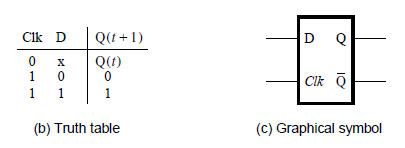 Clk D Q(t + 1)
0 x Q(t)
1 0 0
1 1 1
(b) Truth table
D Q
Clk Q̅
(c) Graphical symbol